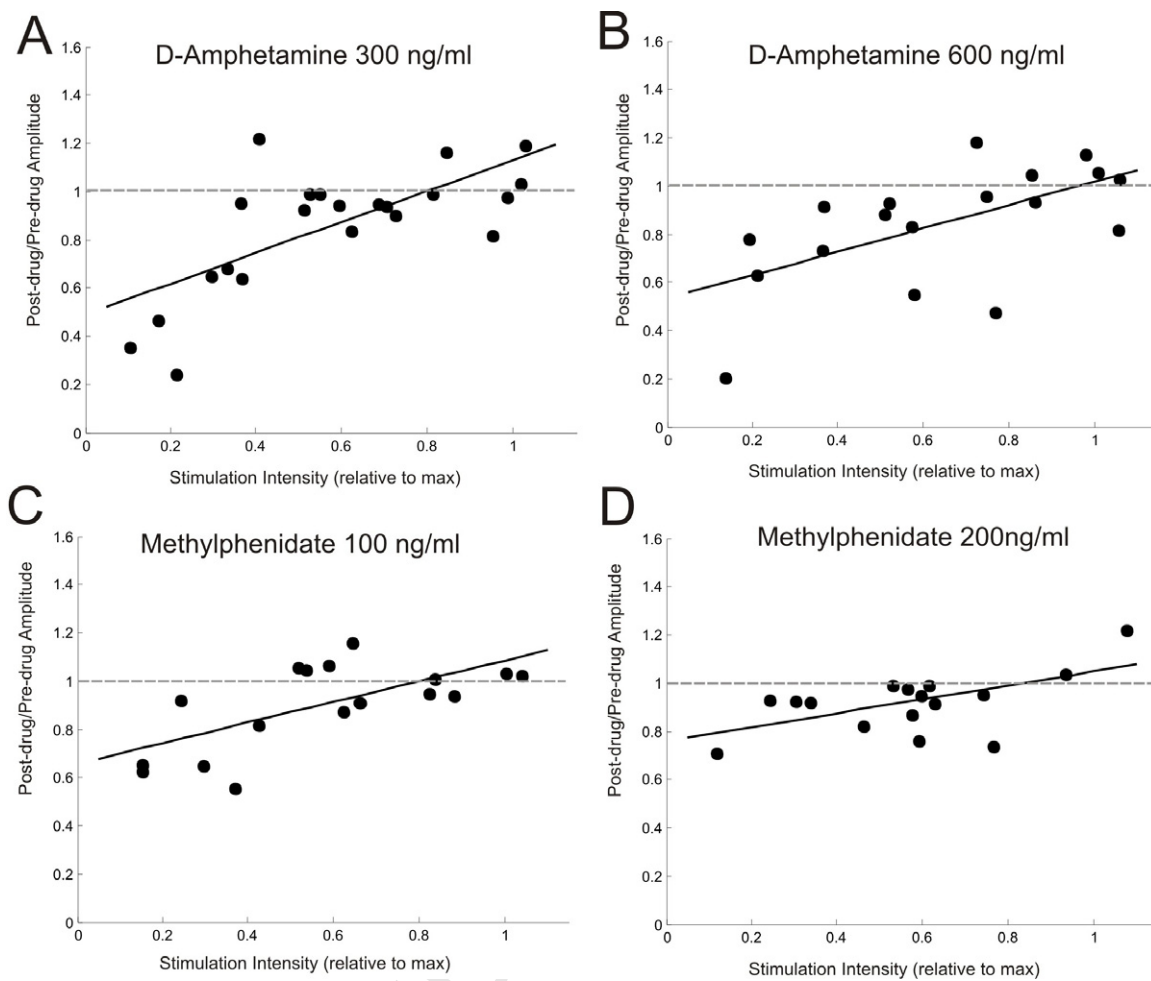 A
D-Amphetamine 300 ng/ml
Post-drug/Pre-drug Amplitude
1.6
1.4
1.2
1
0.8
0.6
0.4
0.2
0
0 0.2 0.4 0.6 0.8 1
Stimulation Intensity (relative to max)
B
D-Amphetamine 600 ng/ml
Post-drug/Pre-drug Amplitude
1.6
1.4
1.2
1
0.8
0.6
0.4
0.2
0
0 0.2 0.4 0.6 0.8 1
Stimulation Intensity (relative to max)
C
Methylphenidate 100 ng/ml
Post-drug/Pre-drug Amplitude
1.6
1.4
1.2
1
0.8
0.6
0.4
0.2
0
0 0.2 0.4 0.6 0.8 1
Stimulation Intensity (relative to max)
D
Methylphenidate 200ng/ml
Post-drug/Pre-drug Amplitude
1.6
1.4
1.2
1
0.8
0.6
0.4
0.2
0
0 0.2 0.4 0.6 0.8 1
Stimulation Intensity (relative to max)